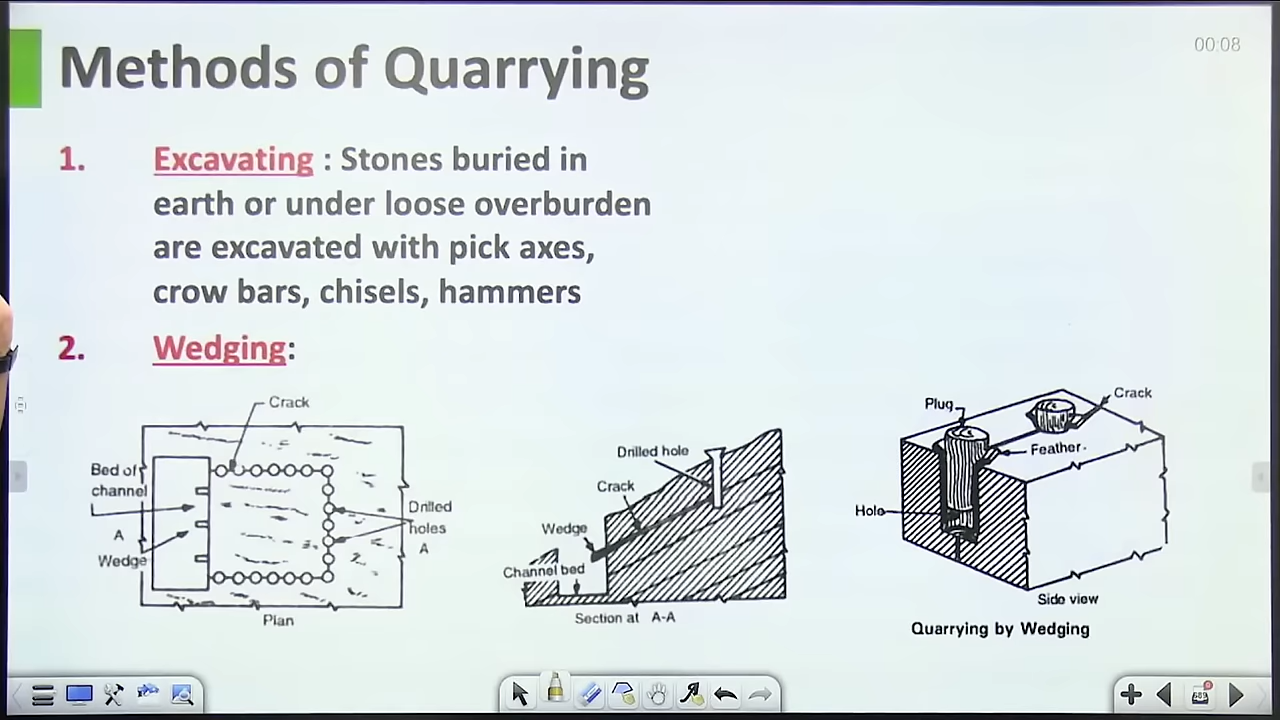 00:08
Methods of Quarrying
1. Excavating : Stones buried in
earth or under loose overburden
are excavated with pick axes,
crow bars, chisels, hammers
2. Wedging:
Crack
Bed of
channel
A
Wedge
Drilled
holes
A
Plan
Drilled hole
Crack
Wedge
Channel bed
Section at A-A
Plug
Crack
Feather.
Hole
Side view
Quarrying by Wedging